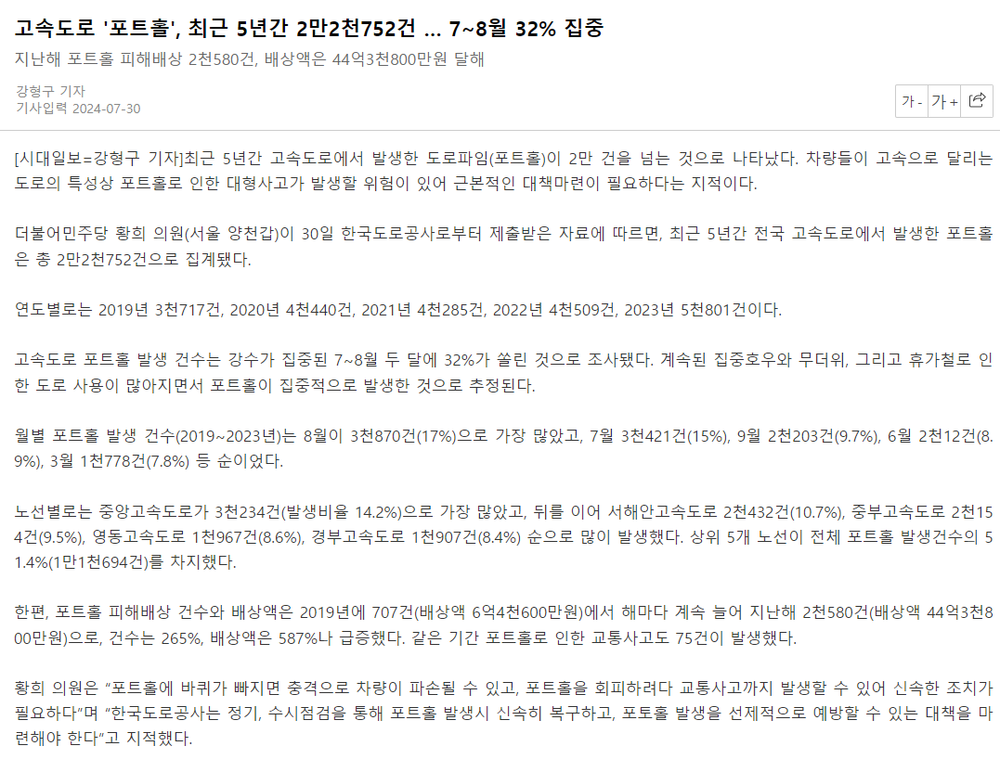 고속도로 '포트홀', 최근 5년간 2만2천752건 ... 7~8월 32% 집중
지난해 포트홀 피해배상 2천580건, 배상액은 44억3천800만원 달해
강형구 기자
기사입력 2024-07-30
가 - 가 +
[시대일보=강형구 기자]최근 5년간 고속도로에서 발생한 도로파임(포트홀)이 2만 건을 넘는 것으로 나타났다. 차량들이 고속으로 달리는
도로의 특성상 포트홀로 인한 대형사고가 발생할 위험이 있어 근본적인 대책마련이 필요하다는 지적이다.
더불어민주당 황희 의원(서울 양천갑)이 30일 한국도로공사로부터 제출받은 자료에 따르면, 최근 5년간 전국 고속도로에서 발생한 포트홀
은 총 2만2천752건으로 집계됐다.
연도별로는 2019년 3천717건, 2020년 4천440건, 2021년 4천285건, 2022년 4천509건, 2023년 5천801건이다.
고속도로 포트홀 발생 건수는 강수가 집중된 7~8월 두 달에 32%가 쏠린 것으로 조사됐다. 계속된 집중호우와 무더위, 그리고 휴가철로 인
한 도로 사용이 많아지면서 포트홀이 집중적으로 발생한 것으로 추정된다.
월별 포트홀 발생 건수(2019~2023년)는 8월이 3천870건(17%)으로 가장 많았고, 7월 3천421건(15%), 9월 2천203건(9.7%), 6월 2천12건(8.
9%), 3월 1천778건(7.8%) 등 순이었다.
노선별로는 중앙고속도로가 3천234건(발생비율 14.2%)으로 가장 많았고, 뒤를 이어 서해안고속도로 2천432건(10.7%), 중부고속도로 2천15
4건(9.5%), 영동고속도로 1천967건(8.6%), 경부고속도로 1천907건(8.4%) 순으로 많이 발생했다. 상위 5개 노선이 전체 포트홀 발생건수의 5
1.4%(1만1천694건)를 차지했다.
한편, 포트홀 피해배상 건수와 배상액은 2019년에 707건(배상액 6억4천600만원)에서 해마다 계속 늘어 지난해 2천580건(배상액 44억3천8
00만원)으로, 건수는 265%, 배상액은 587%나 급증했다. 같은 기간 포트홀로 인한 교통사고도 75건이 발생했다.
황희 의원은 “포트홀에 바퀴가 빠지면 충격으로 차량이 파손될 수 있고, 포트홀을 회피하려다 교통사고까지 발생할 수 있어 신속한 조치가
필요하다”며 “한국도로공사는 정기, 수시점검을 통해 포트홀 발생시 신속히 복구하고, 포토홀 발생을 선제적으로 예방할 수 있는 대책을 마
련해야 한다”고 지적했다.